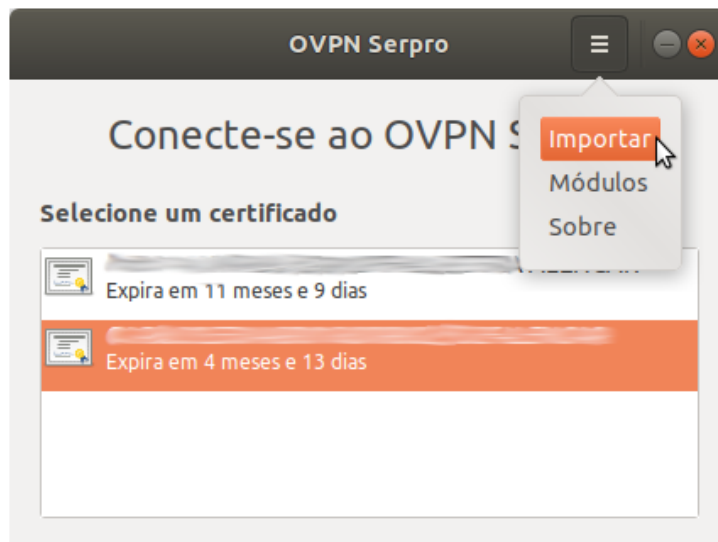 OVPN Serpro
Conecte-se ao OVPN
Importar
Módulos
Sobre
Selecione um certificado
Expira em 11 meses e 9 dias
Expira em 4 meses e 13 dias